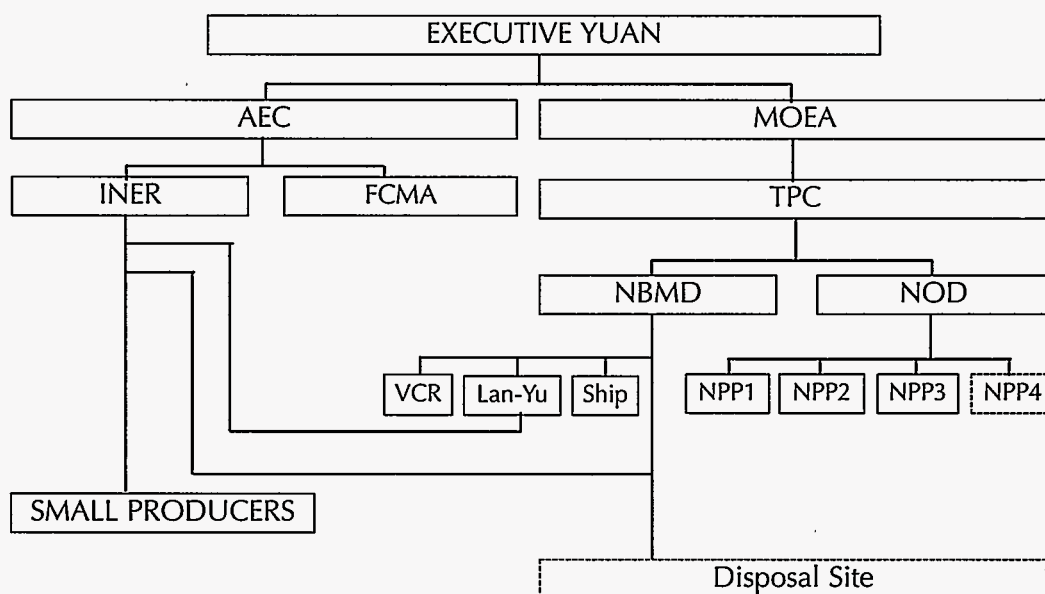 EXECUTIVE YUAN
AEC
MOEA
INER
FCMA
TPC
NBMD
NOD
VCR
Lan-Yu
Ship
NPP1
NPP2
NPP3
NPP4
SMALL PRODUCERS
Disposal Site